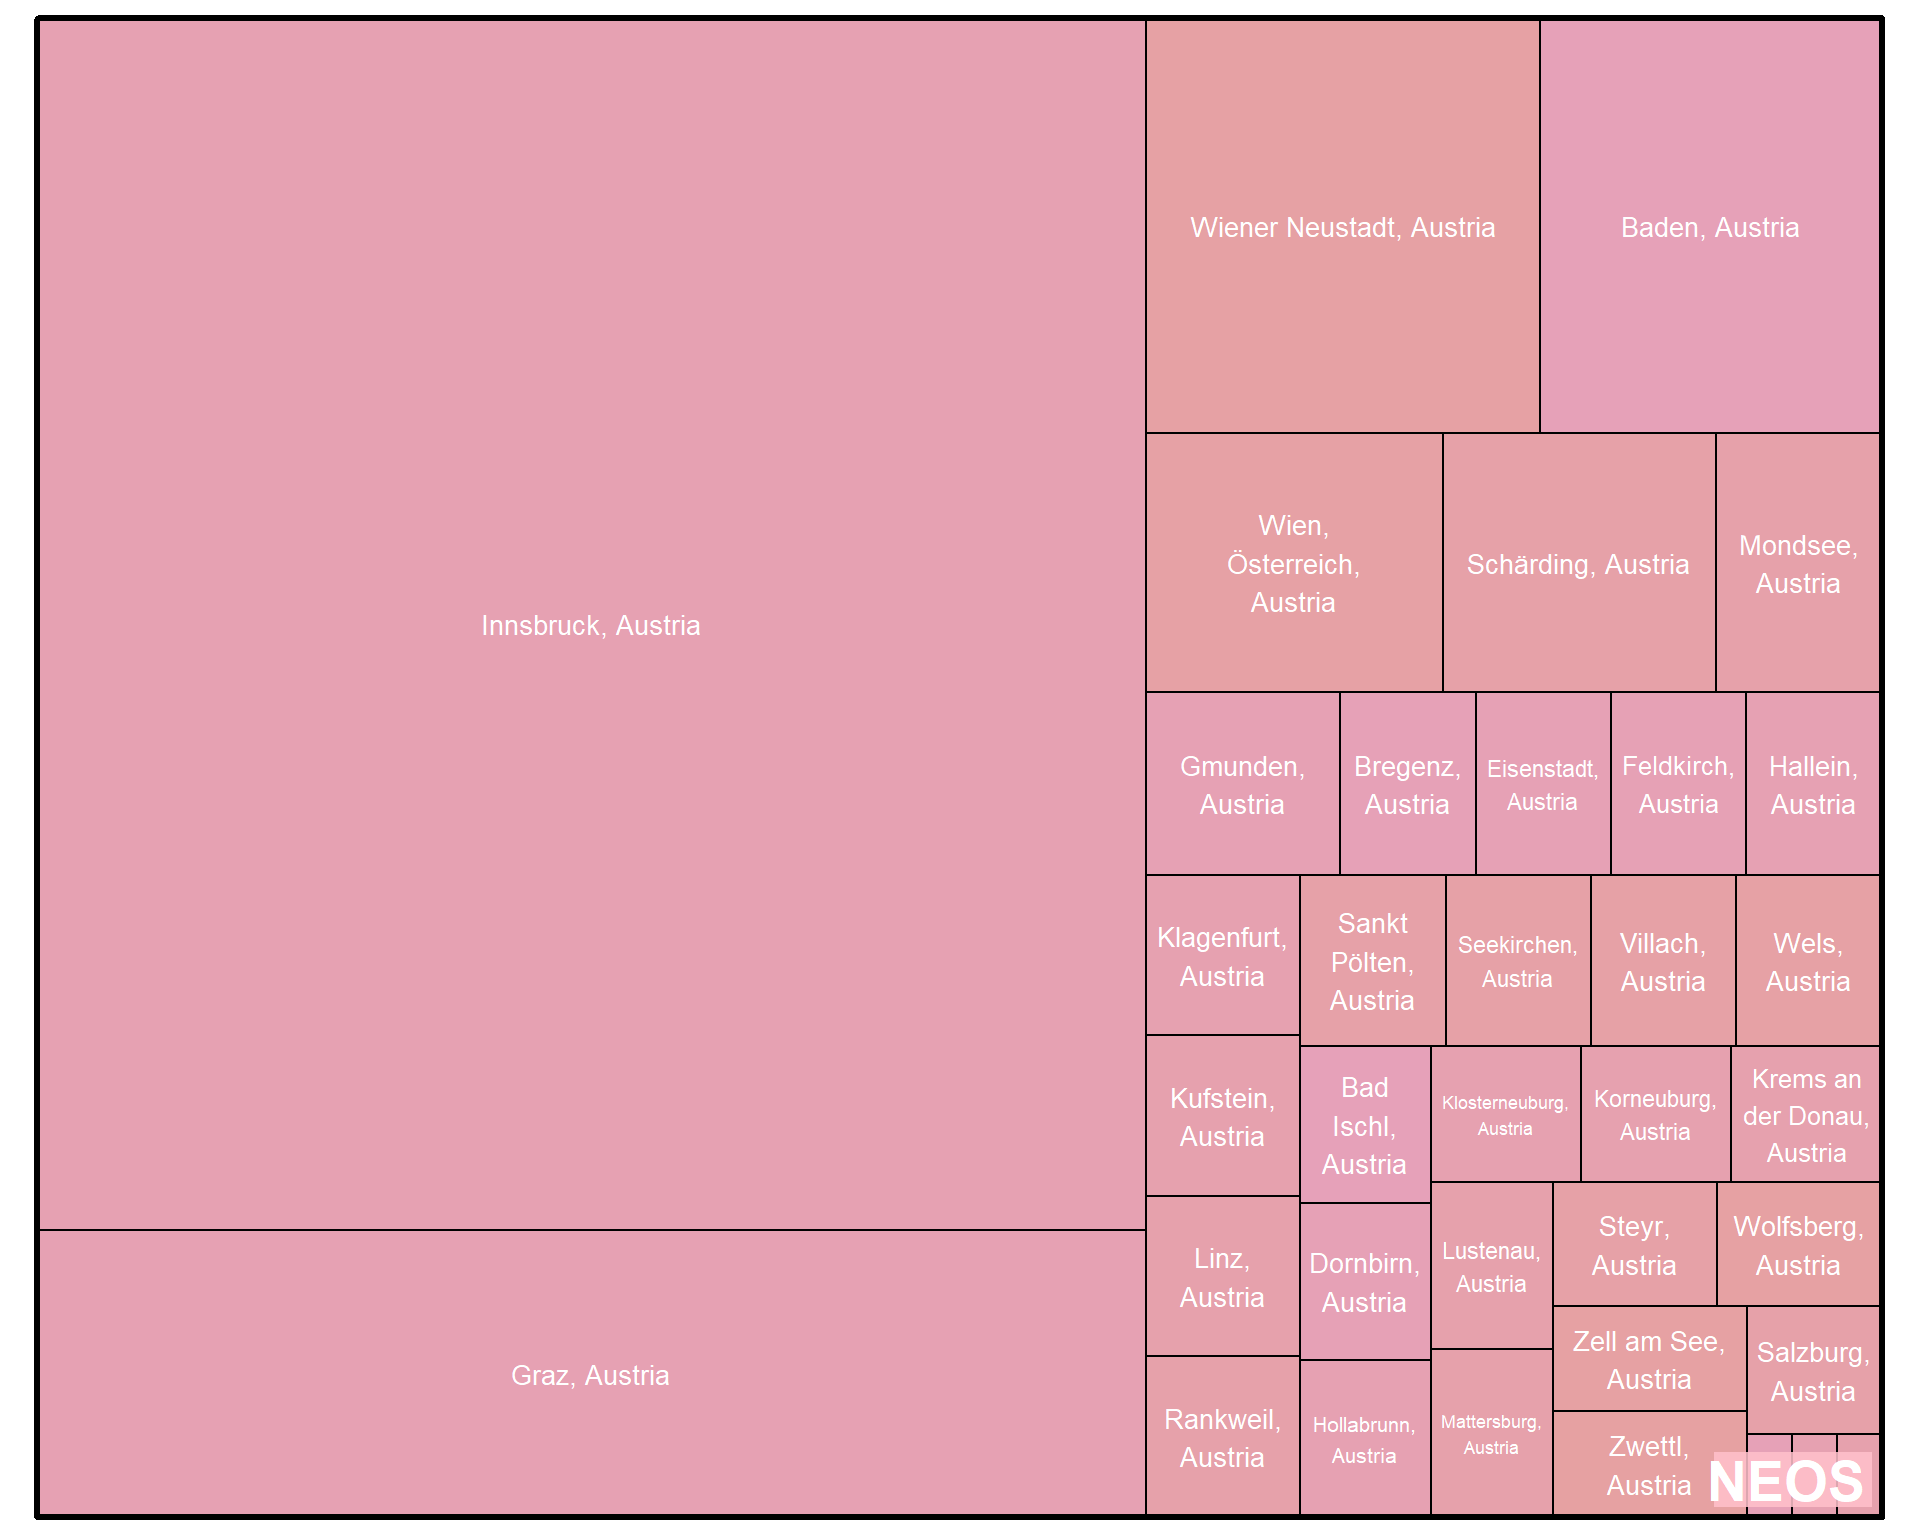 Innsbruck, Austria
Graz, Austria
Wiener Neustadt, Austria
Baden, Austria
Wien,
Österreich,
Austria
Schärding, Austria
Mondsee,
Austria
Gmunden,
Austria
Bregenz,
Austria
Eisenstadt,
Austria
Feldkirch,
Austria
Hallein,
Austria
Klagenfurt,
Austria
Kufstein,
Austria
Linz,
Austria
Rankweil,
Austria
Sankt
Pölten,
Austria
Seekirchen,
Austria
Villach,
Austria
Wels,
Austria
Bad
Ischl,
Austria
Dornbirn,
Austria
Hollabrunn,
Austria
Klosterneuburg,
Austria
Korneuburg,
Austria
Krems an
der Donau,
Austria
Lustenau,
Austria
Mattersburg,
Austria
Steyr,
Austria
Wolfsberg,
Austria
Zell am See,
Austria
Zwettl,
Austria
Salzburg,
Austria
NEOS